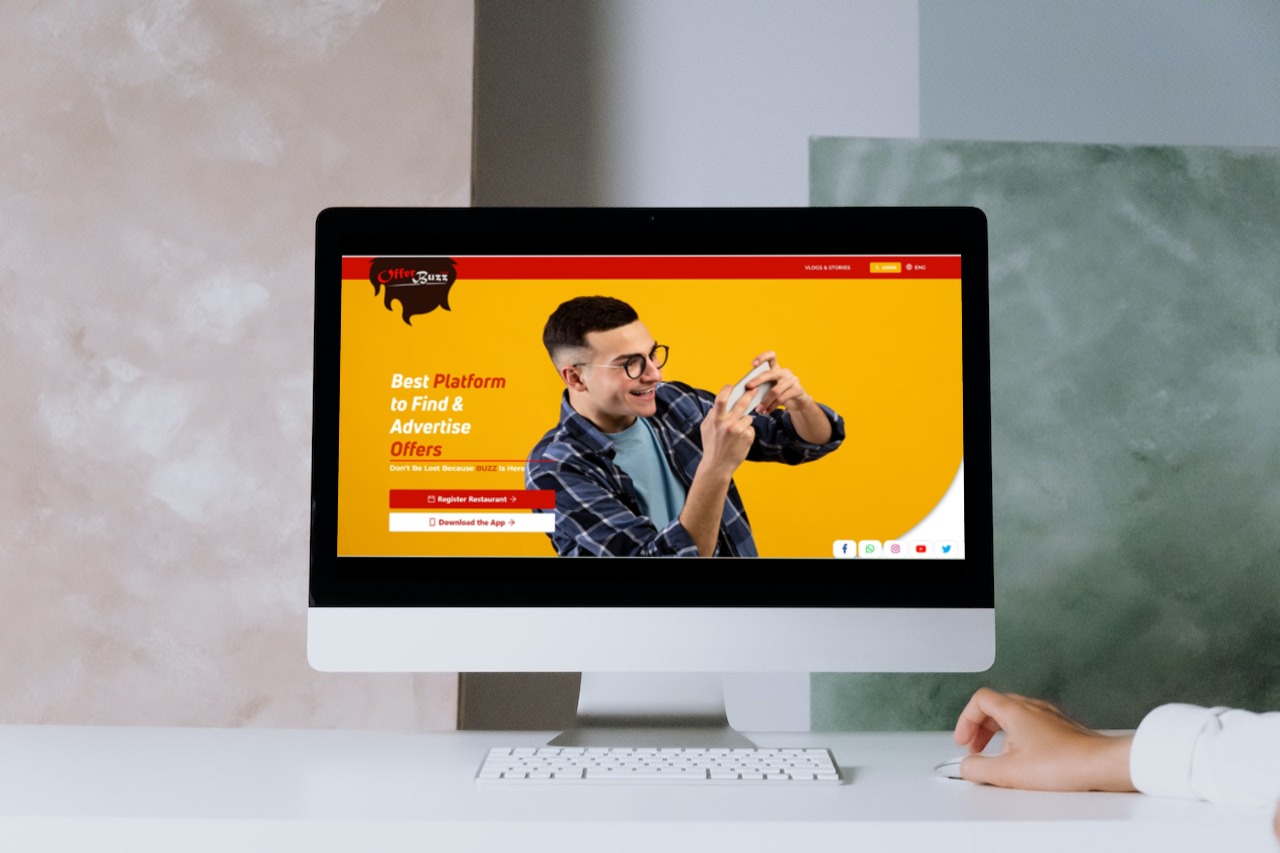 Offer Buzz
VLOGS & STORIES
LOGIN
ENG
Best Platform
to Find &
Advertise
Offers
Don't Be Lost Because BUZZ Is Here
Register Restaurant →
Download the App →